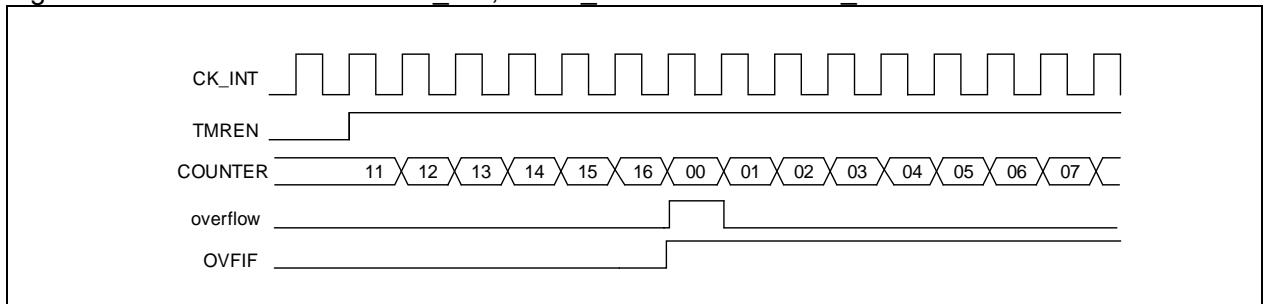 CK_INT
TMREN
COUNTER 11 12 13 14 15 16 00 01 02 03 04 05 06 07
overflow
OVFIF